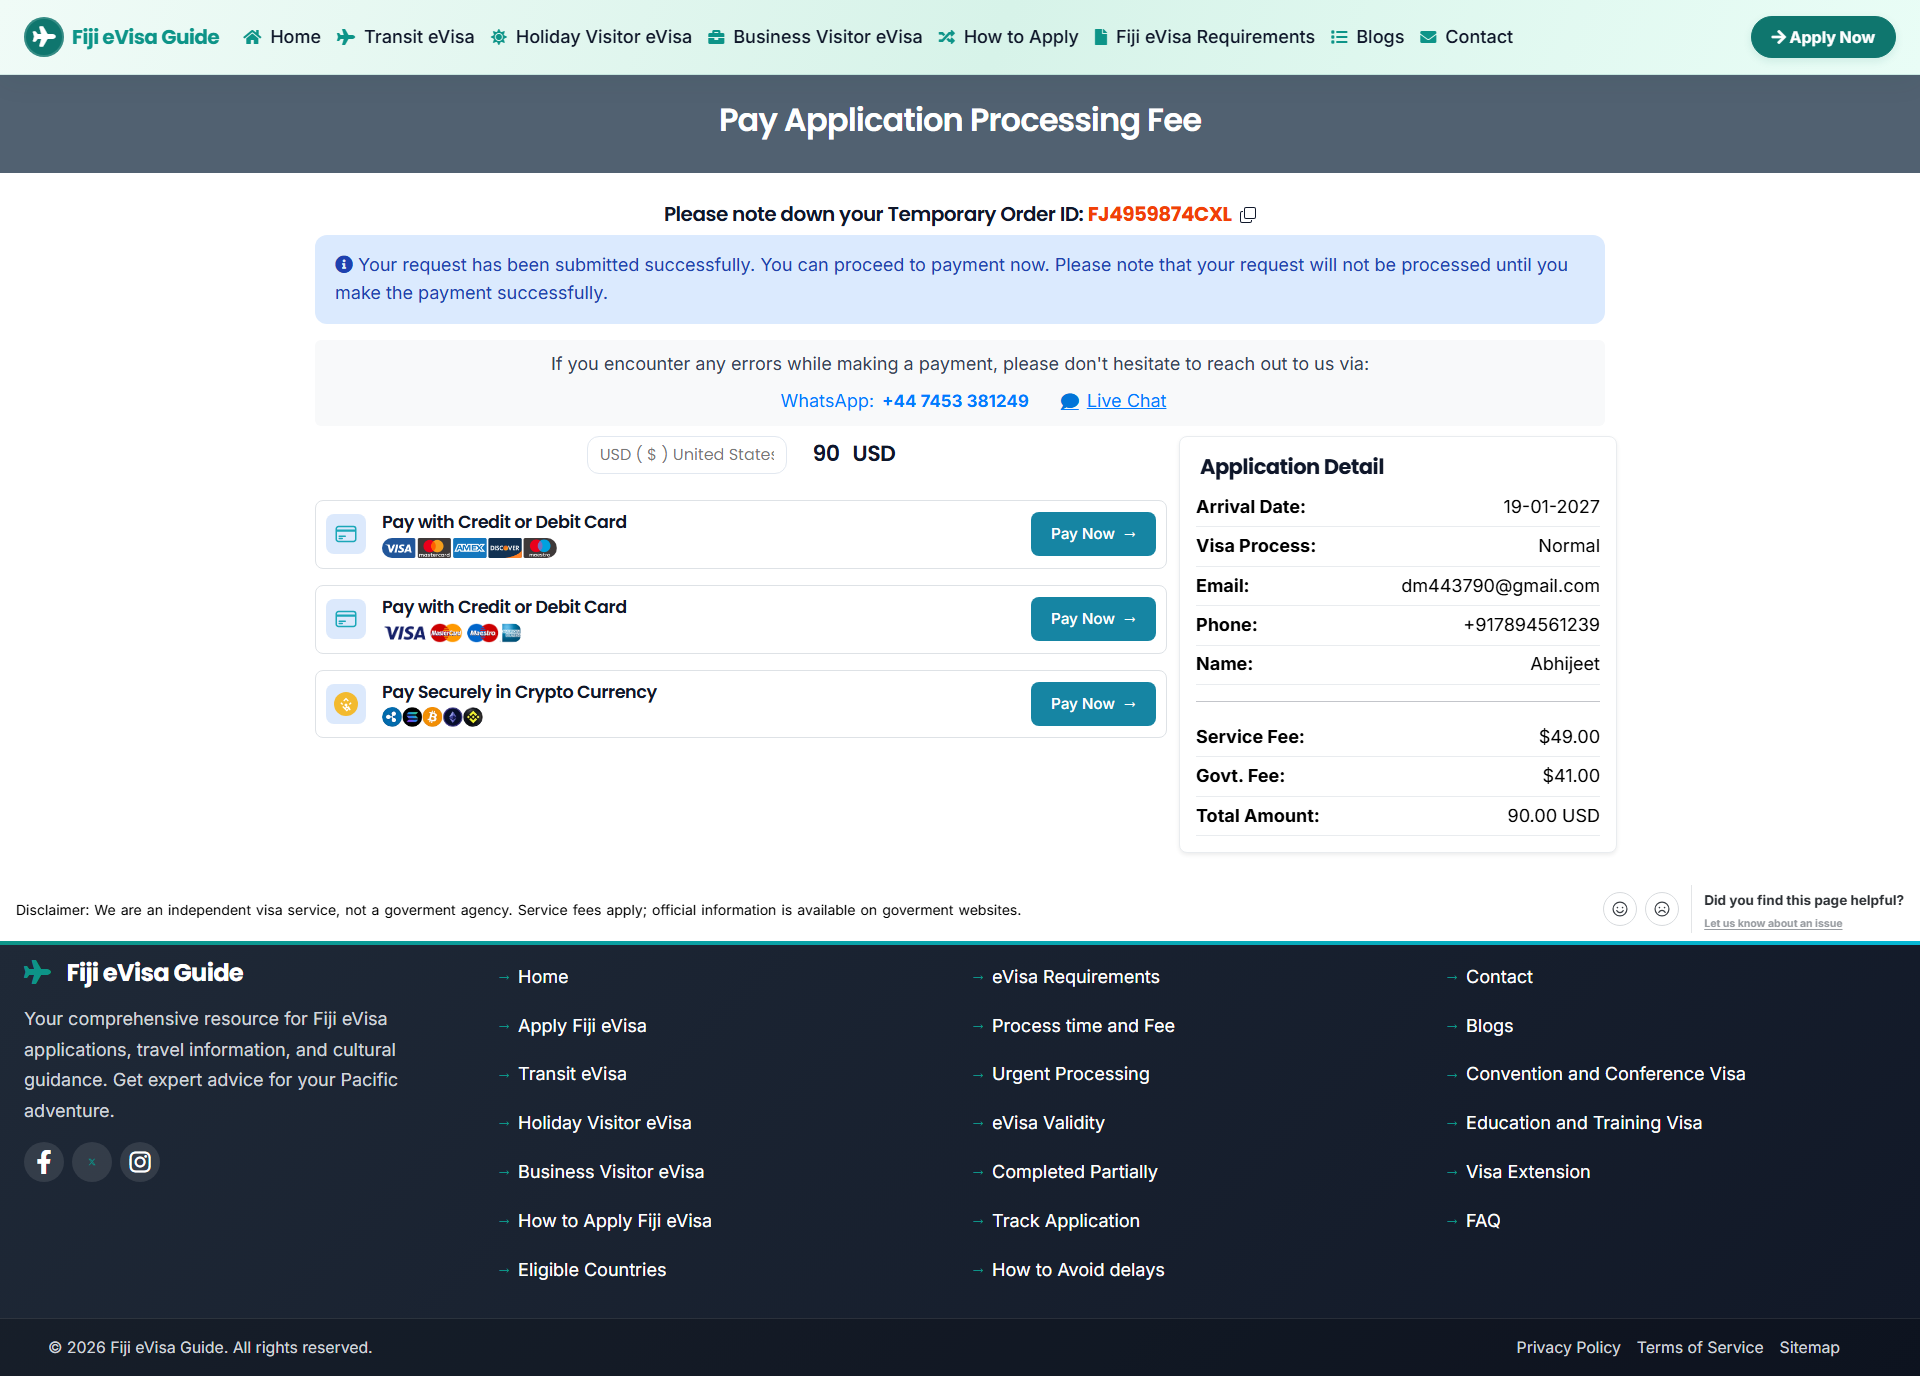 Fiji eVisa Guide
Home
Transit eVisa
Holiday Visitor eVisa
Business Visitor eVisa
How to Apply
Fiji eVisa Requirements
Blogs
Contact
→ Apply Now
Pay Application Processing Fee
Please note down your Temporary Order ID: FJ4959874CXL
Your request has been submitted successfully. You can proceed to payment now. Please note that your request will not be processed until you
make the payment successfully.
If you encounter any errors while making a payment, please don't hesitate to reach out to us via:
WhatsApp: +44 7453 381249
Live Chat
USD ( $ ) United States
90 USD
Pay with Credit or Debit Card
VISA mastercard AMEX DISCOVER maestro
Pay Now →
Pay with Credit or Debit Card
VISA MasterCard Maestro
Pay Now →
Pay Securely in Crypto Currency
Pay Now →
Application Detail
Arrival Date: 19-01-2027
Visa Process: Normal
Email: dm443790@gmail.com
Phone: +917894561239
Name: Abhijeet
Service Fee: $49.00
Govt. Fee: $41.00
Total Amount: 90.00 USD
Disclaimer: We are an independent visa service, not a goverment agency. Service fees apply; official information is available on goverment websites.
Did you find this page helpful?
Let us know about an issue
Fiji eVisa Guide
Your comprehensive resource for Fiji eVisa
applications, travel information, and cultural
guidance. Get expert advice for your Pacific
adventure.
→ Home
→ Apply Fiji eVisa
→ Transit eVisa
→ Holiday Visitor eVisa
→ Business Visitor eVisa
→ How to Apply Fiji eVisa
→ Eligible Countries
→ eVisa Requirements
→ Process time and Fee
→ Urgent Processing
→ eVisa Validity
→ Completed Partially
→ Track Application
→ How to Avoid delays
→ Contact
→ Blogs
→ Convention and Conference Visa
→ Education and Training Visa
→ Visa Extension
→ FAQ
© 2026 Fiji eVisa Guide. All rights reserved.
Privacy Policy
Terms of Service
Sitemap